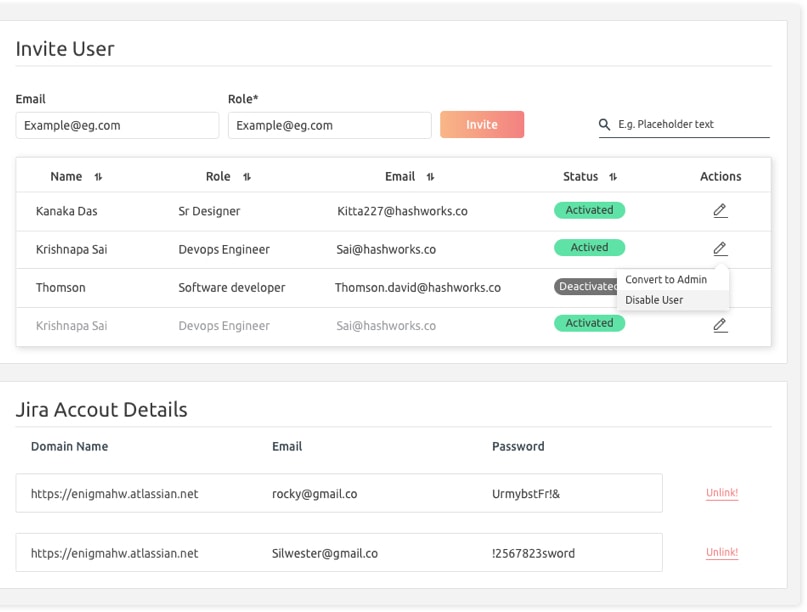 Invite User
Email Role*
Example@eg.com Example@eg.com Invite E.g. Placeholder text
Name Role Email Status Actions
Kanaka Das Sr Designer Kitta227@hashworks.co Activated
Krishnapa Sai Devops Engineer Sai@hashworks.co Actived
Convert to Admin
Thomson Software developer Thomson.david@hashworks.co Deactivated
Disable User
Krishnapa Sai Devops Engineer Sai@hashworks.co Activated
Jira Accout Details
Domain Name Email Password
https://enigmahw.atlassian.net rocky@gmail.co UrmybstFr!& Unlink!
https://enigmahw.atlassian.net Silwester@gmail.co !2567823sword Unlink!